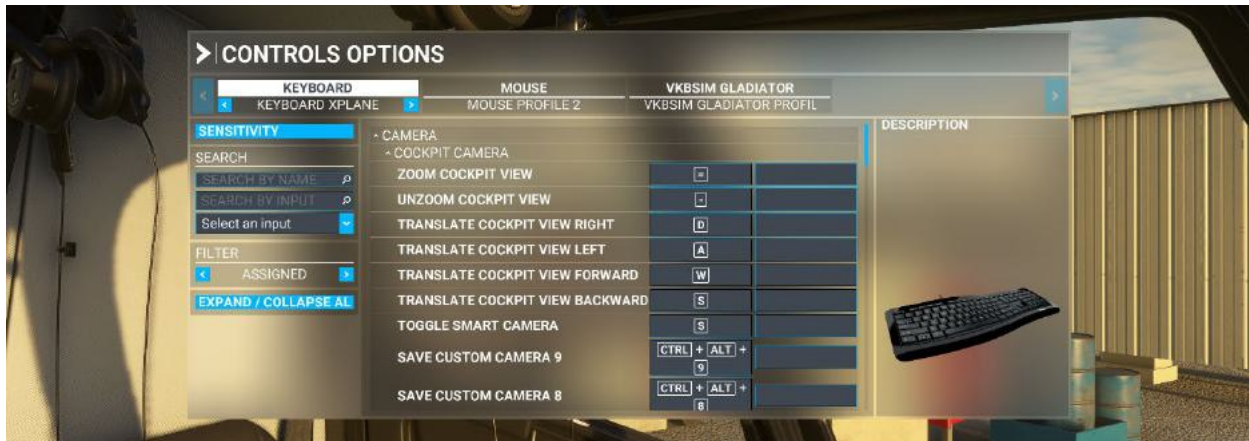 CONTROLS OPTIONS
KEYBOARD MOUSE VKBSIM GLADIATOR
KEYBOARD XPLANE MOUSE PROFILE 2 VKBSIM GLADIATOR PROFIL
SENSITIVITY
SEARCH
SEARCH BY NAME
SEARCH BY INPUT
Select an input
FILTER
ASSIGNED
EXPAND / COLLAPSE AL
CAMERA
COCKPIT CAMERA
ZOOM COCKPIT VIEW =
UNZOOM COCKPIT VIEW -
TRANSLATE COCKPIT VIEW RIGHT D
TRANSLATE COCKPIT VIEW LEFT A
TRANSLATE COCKPIT VIEW FORWARD W
TRANSLATE COCKPIT VIEW BACKWARD S
TOGGLE SMART CAMERA S
SAVE CUSTOM CAMERA 9 CTRL + ALT +
9
SAVE CUSTOM CAMERA 8 CTRL + ALT +
8
DESCRIPTION